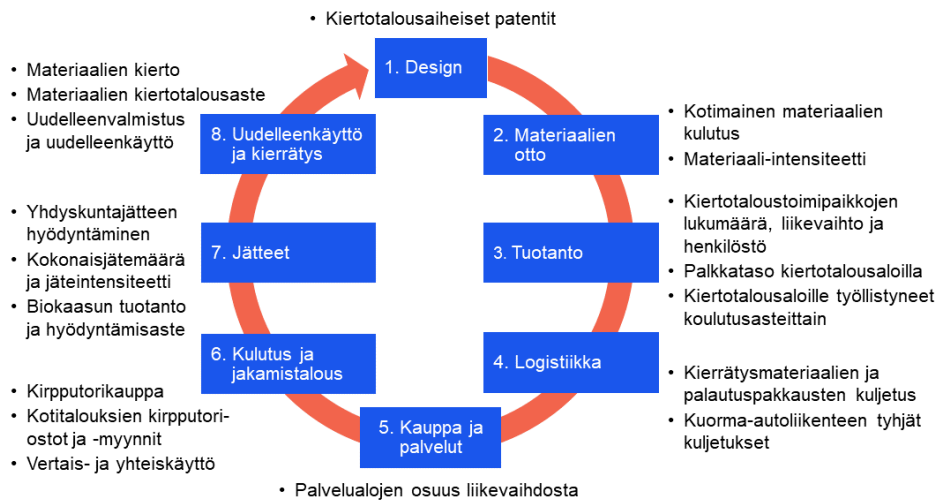 • Kiertotalousaiheiset patentit
1. Design
• Kotimainen materiaalien
kulutus
• Materiaali-intensiteetti
2. Materiaalien
otto
• Kiertotaloustoimipaikkojen
lukumäärä, liikevaihto ja
henkilöstö
• Palkkataso kiertotalousaloilla
• Kiertotalousaloille työllistyneet
koulutusasteittain
3. Tuotanto
• Kierrätysmateriaalien ja
palautuspakkausten kuljetus
• Kuorma-autoliikenteen tyhjät
kuljetukset
4. Logistiikka
5. Kauppa ja
palvelut
• Palvelualojen osuus liikevaihdosta
6. Kulutus ja
jakamistalous
• Kirpputorikauppa
• Kotitalouksien kirpputori-
ostot ja -myynnit
• Vertais- ja yhteiskäyttö
7. Jätteet
• Yhdyskuntajätteen
hyödyntäminen
• Kokonaisjätemäärä
ja jäteintensiteetti
• Biokaasun tuotanto
ja hyödyntämisaste
8. Uudelleenkäyttö
ja kierrätys
• Materiaalien kierto
• Materiaalien kiertotalousaste
• Uudelleenvalmistus
ja uudelleenkäyttö